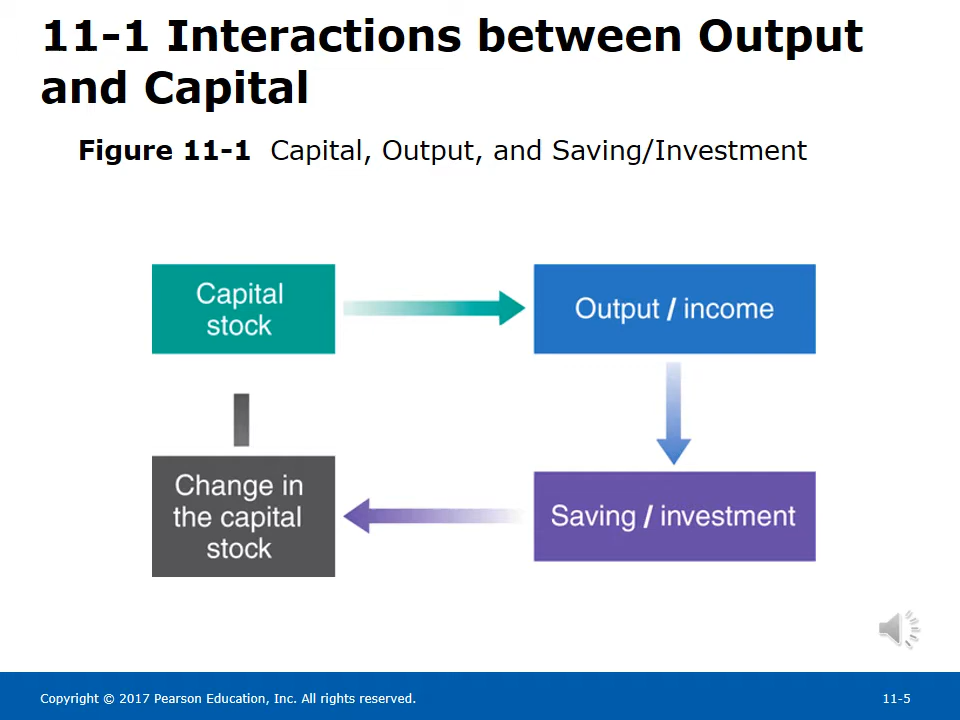 11-1 Interactions between Output
and Capital
Figure 11-1 Capital, Output, and Saving/Investment
Capital
stock
Output / income
Change in
the capital
stock
Saving / investment
Copyright © 2017 Pearson Education, Inc. All rights reserved.
11-5